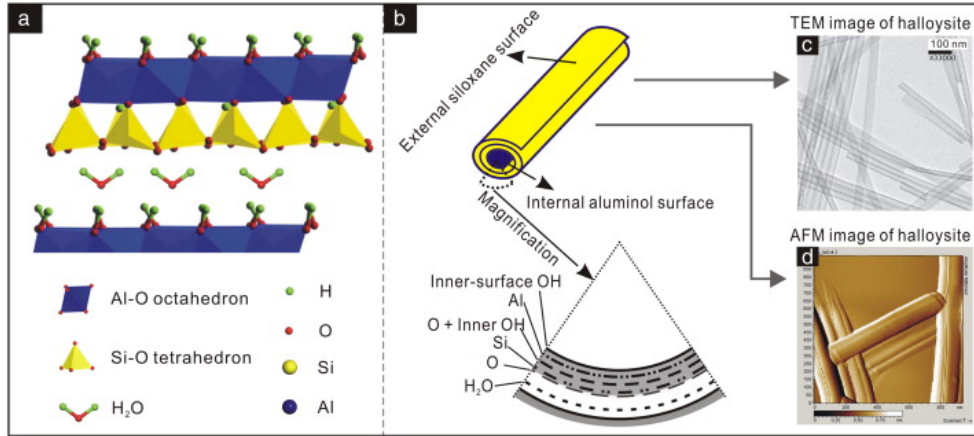 a
Al-O octahedron
Si-O tetrahedron
H₂O
H
O
Si
Al
b
External siloxane surface
Internal aluminol surface
Magnification
Inner-surface OH
Al
O + Inner OH
Si
O
H₂O
TEM image of halloysite
c
100 nm
X33000
AFM image of halloysite
d